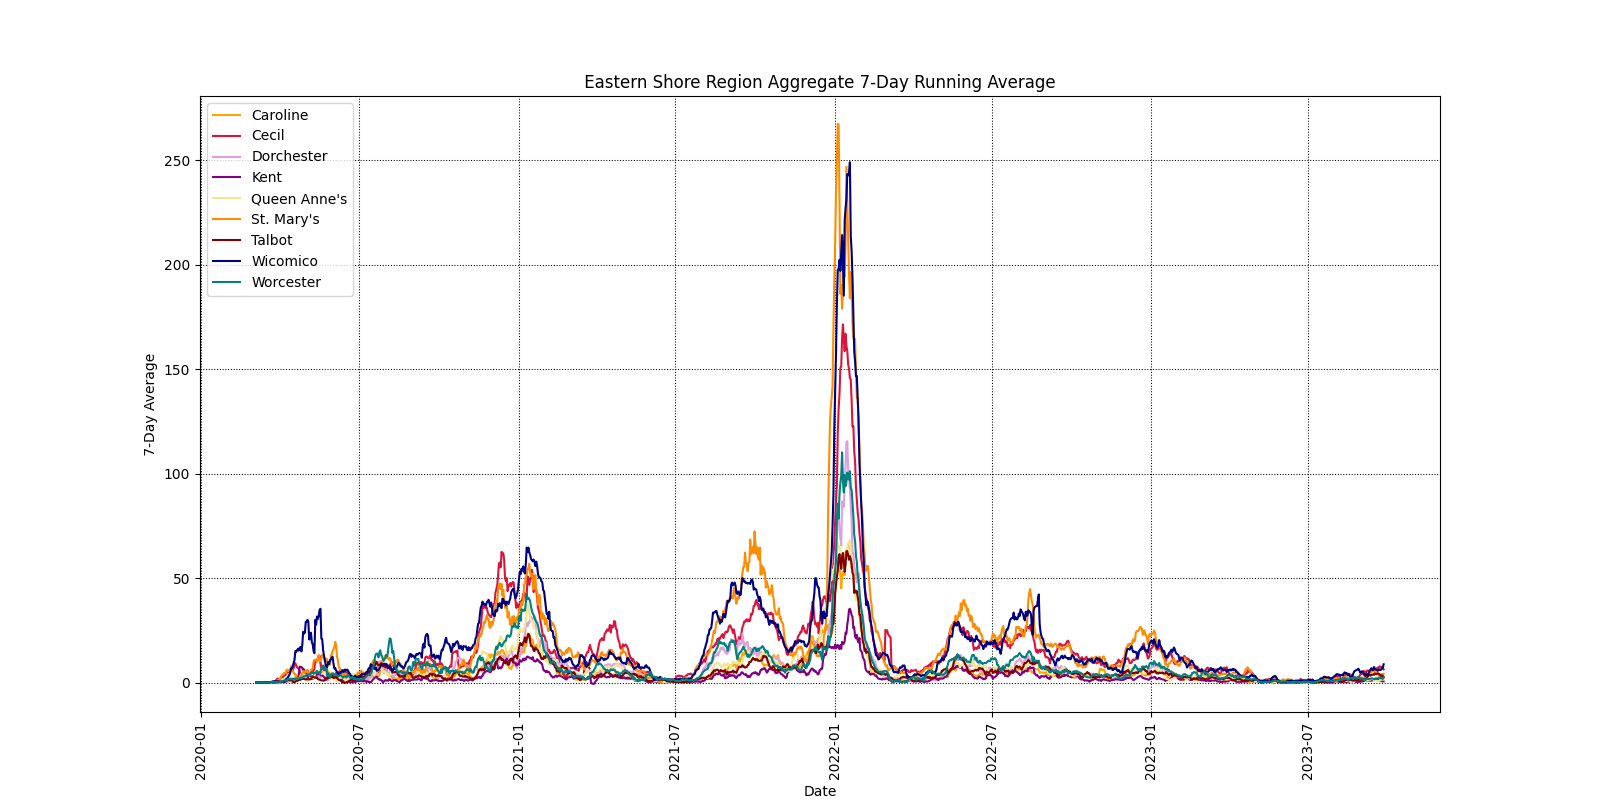 Eastern Shore Region Aggregate 7-Day Running Average
Caroline
Cecil
Dorchester
Kent
Queen Anne's
St. Mary's
Talbot
Wicomico
Worcester
7-Day Average
250
200
150
100
50
0
2020-01
2020-07
2021-01
2021-07
2022-01
2022-07
2023-01
2023-07
Date